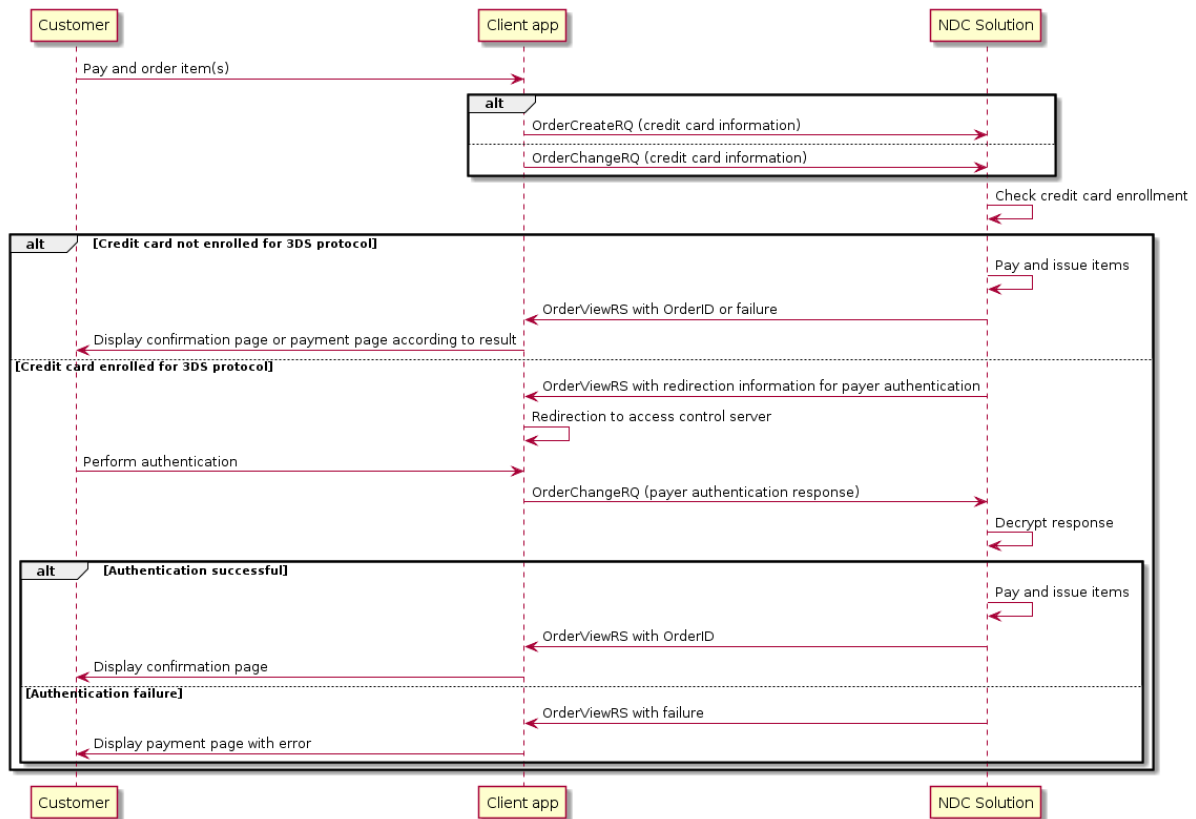 Customer
Client app
NDC Solution
Pay and order item(s)
alt
OrderCreateRQ (credit card information)
OrderChangeRQ (credit card information)
Check credit card enrollment
alt [Credit card not enrolled for 3DS protocol]
Pay and issue items
OrderViewRS with OrderID or failure
Display confirmation page or payment page according to result
[Credit card enrolled for 3DS protocol]
OrderViewRS with redirection information for payer authentication
Redirection to access control server
Perform authentication
OrderChangeRQ (payer authentication response)
Decrypt response
alt [Authentication successful]
Pay and issue items
OrderViewRS with OrderID
Display confirmation page
[Authentication failure]
OrderViewRS with failure
Display payment page with error
Customer
Client app
NDC Solution